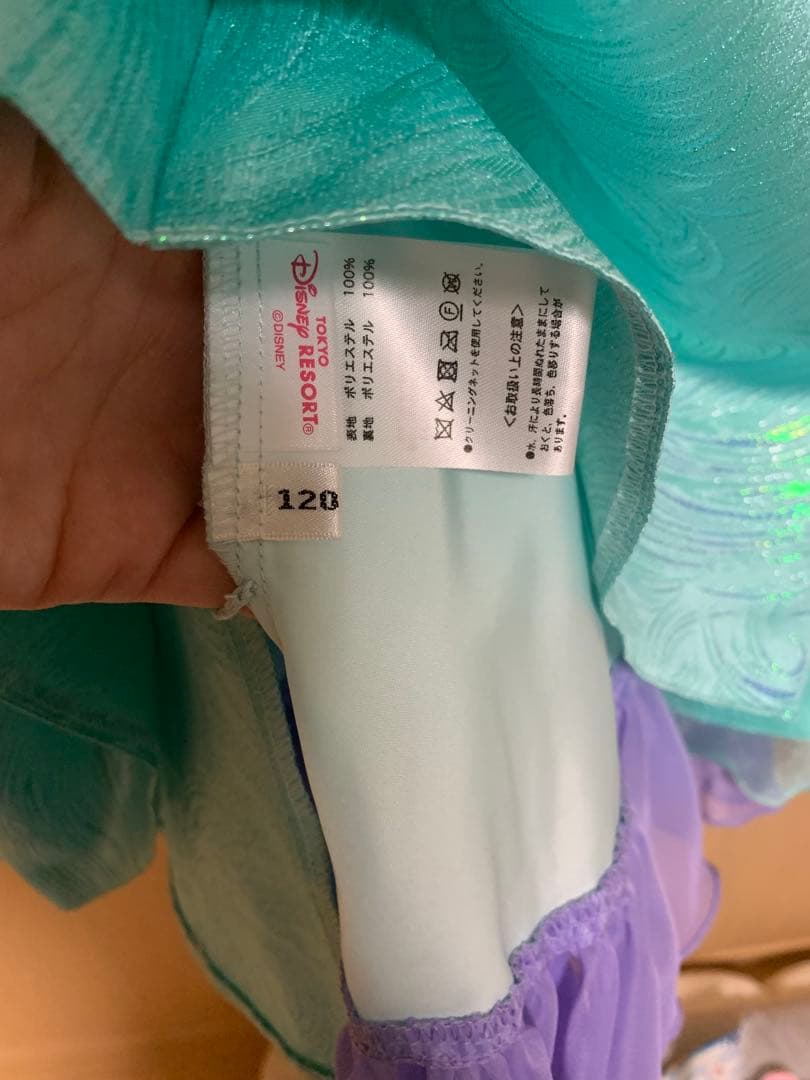 TOKYO
DISNEY RESORT®
©DISNEY
表地 ポリエステル 100%
裏地 ポリエステル 100%
F
●クリーニングネットを使用してください。
<お取扱い上の注意>
●水、汗により長時間ぬれたままにして
おくと、色落ち、色移りする場合が
あります。
120